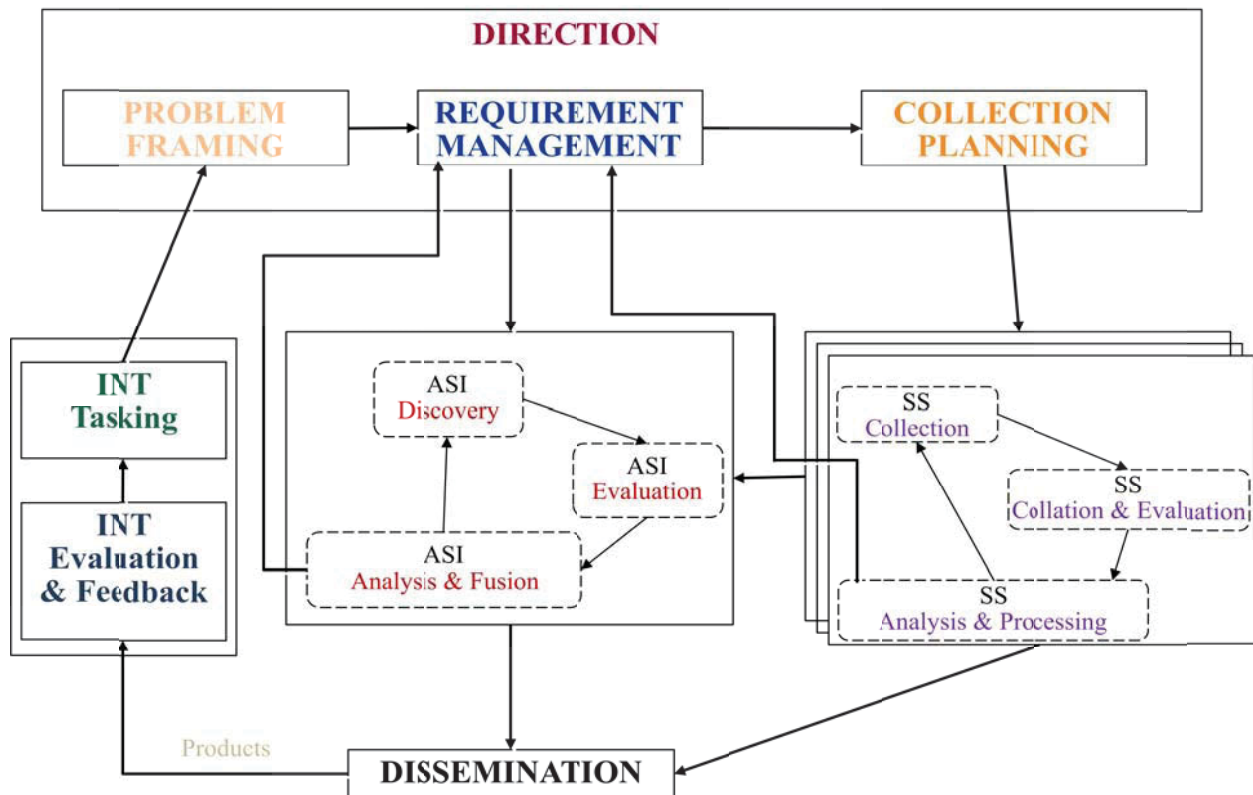 DIRECTION
PROBLEM
FRAMING
REQUIREMENT
MANAGEMENT
COLLECTION
PLANNING
INT
Tasking
INT
Evaluation
& Feedback
ASI
Discovery
ASI
Evaluation
ASI
Analysis & Fusion
SS
Collection
SS
Collation & Evaluation
SS
Analysis & Processing
Products
DISSEMINATION